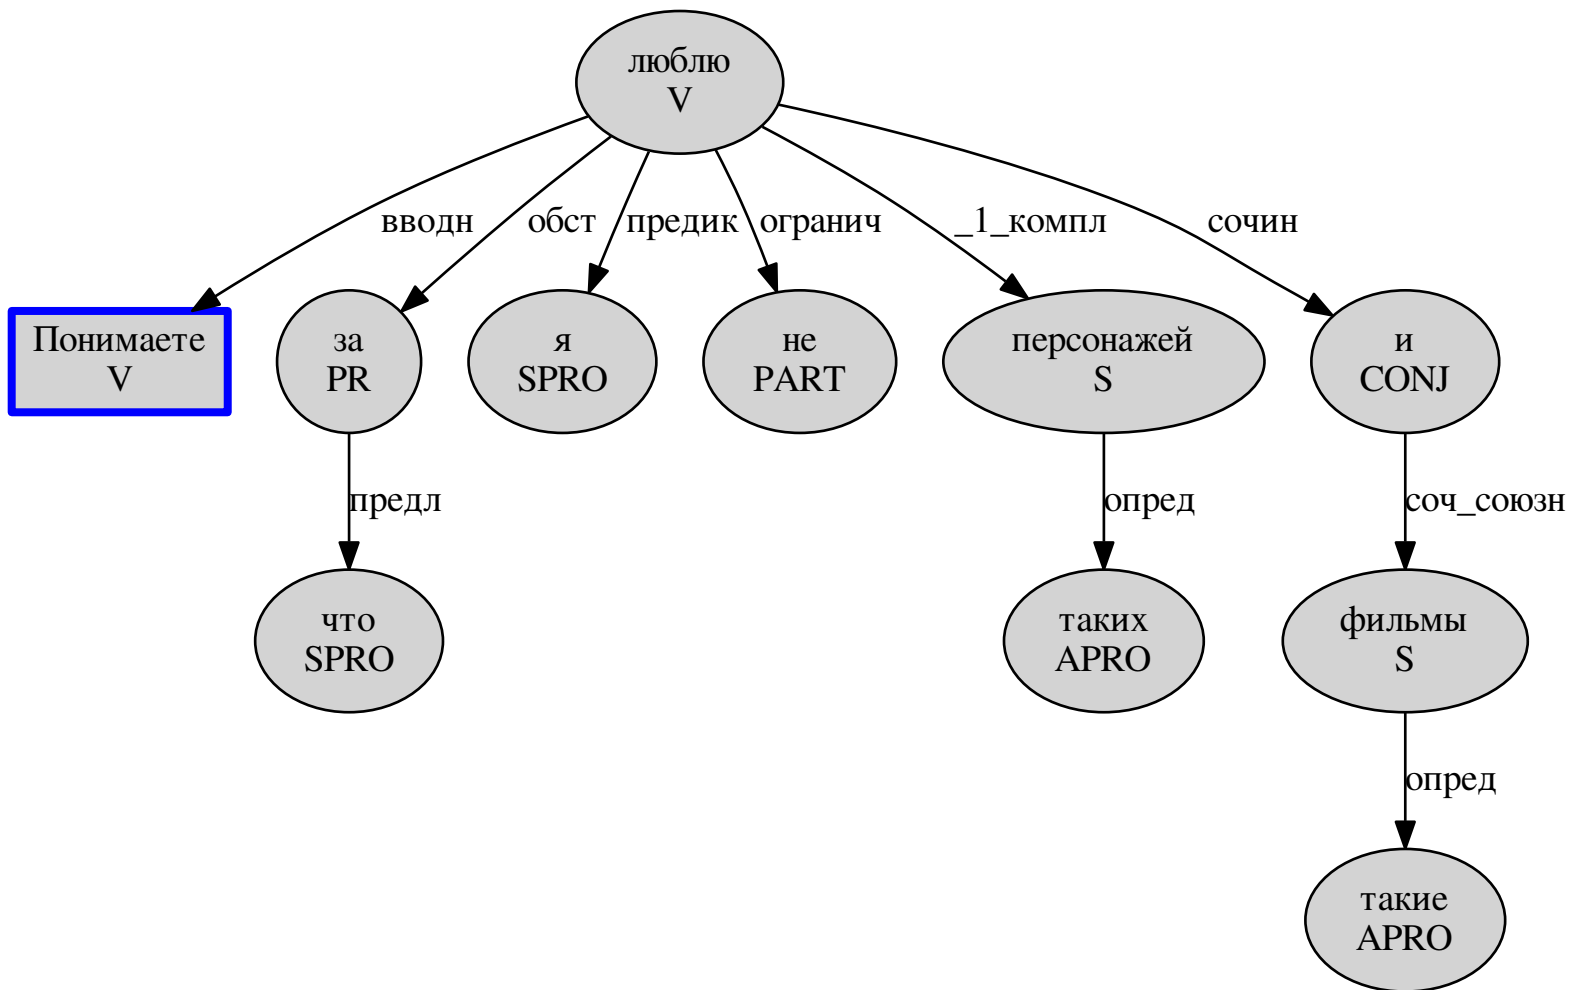 люблю
V
вводн
обст
предик
огранич
_1_компл
сочин
Понимаете
V
за
PR
я
SPRO
не
PART
персонажей
S
и
CONJ
предл
опред
соч_союзн
что
SPRO
таких
APRO
фильмы
S
опред
такие
APRO